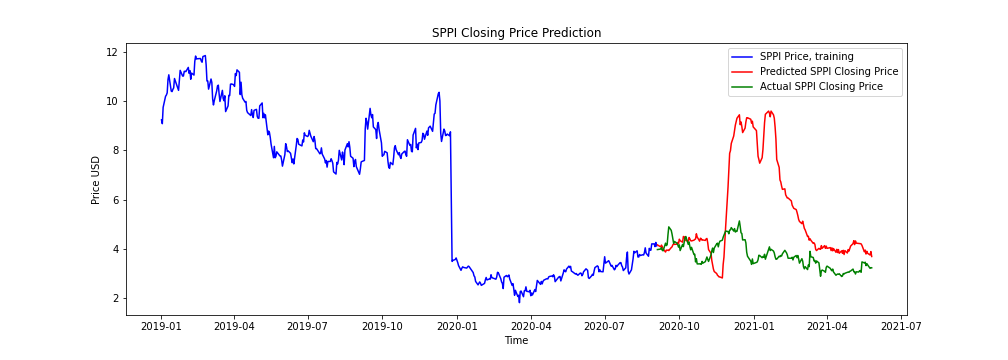 SPPI Closing Price Prediction
SPPI Price, training
Predicted SPPI Closing Price
Actual SPPI Closing Price
Price USD
12
10
8
6
4
2
2019-01
2019-04
2019-07
2019-10
2020-01
2020-04
2020-07
2020-10
2021-01
2021-04
2021-07
Time